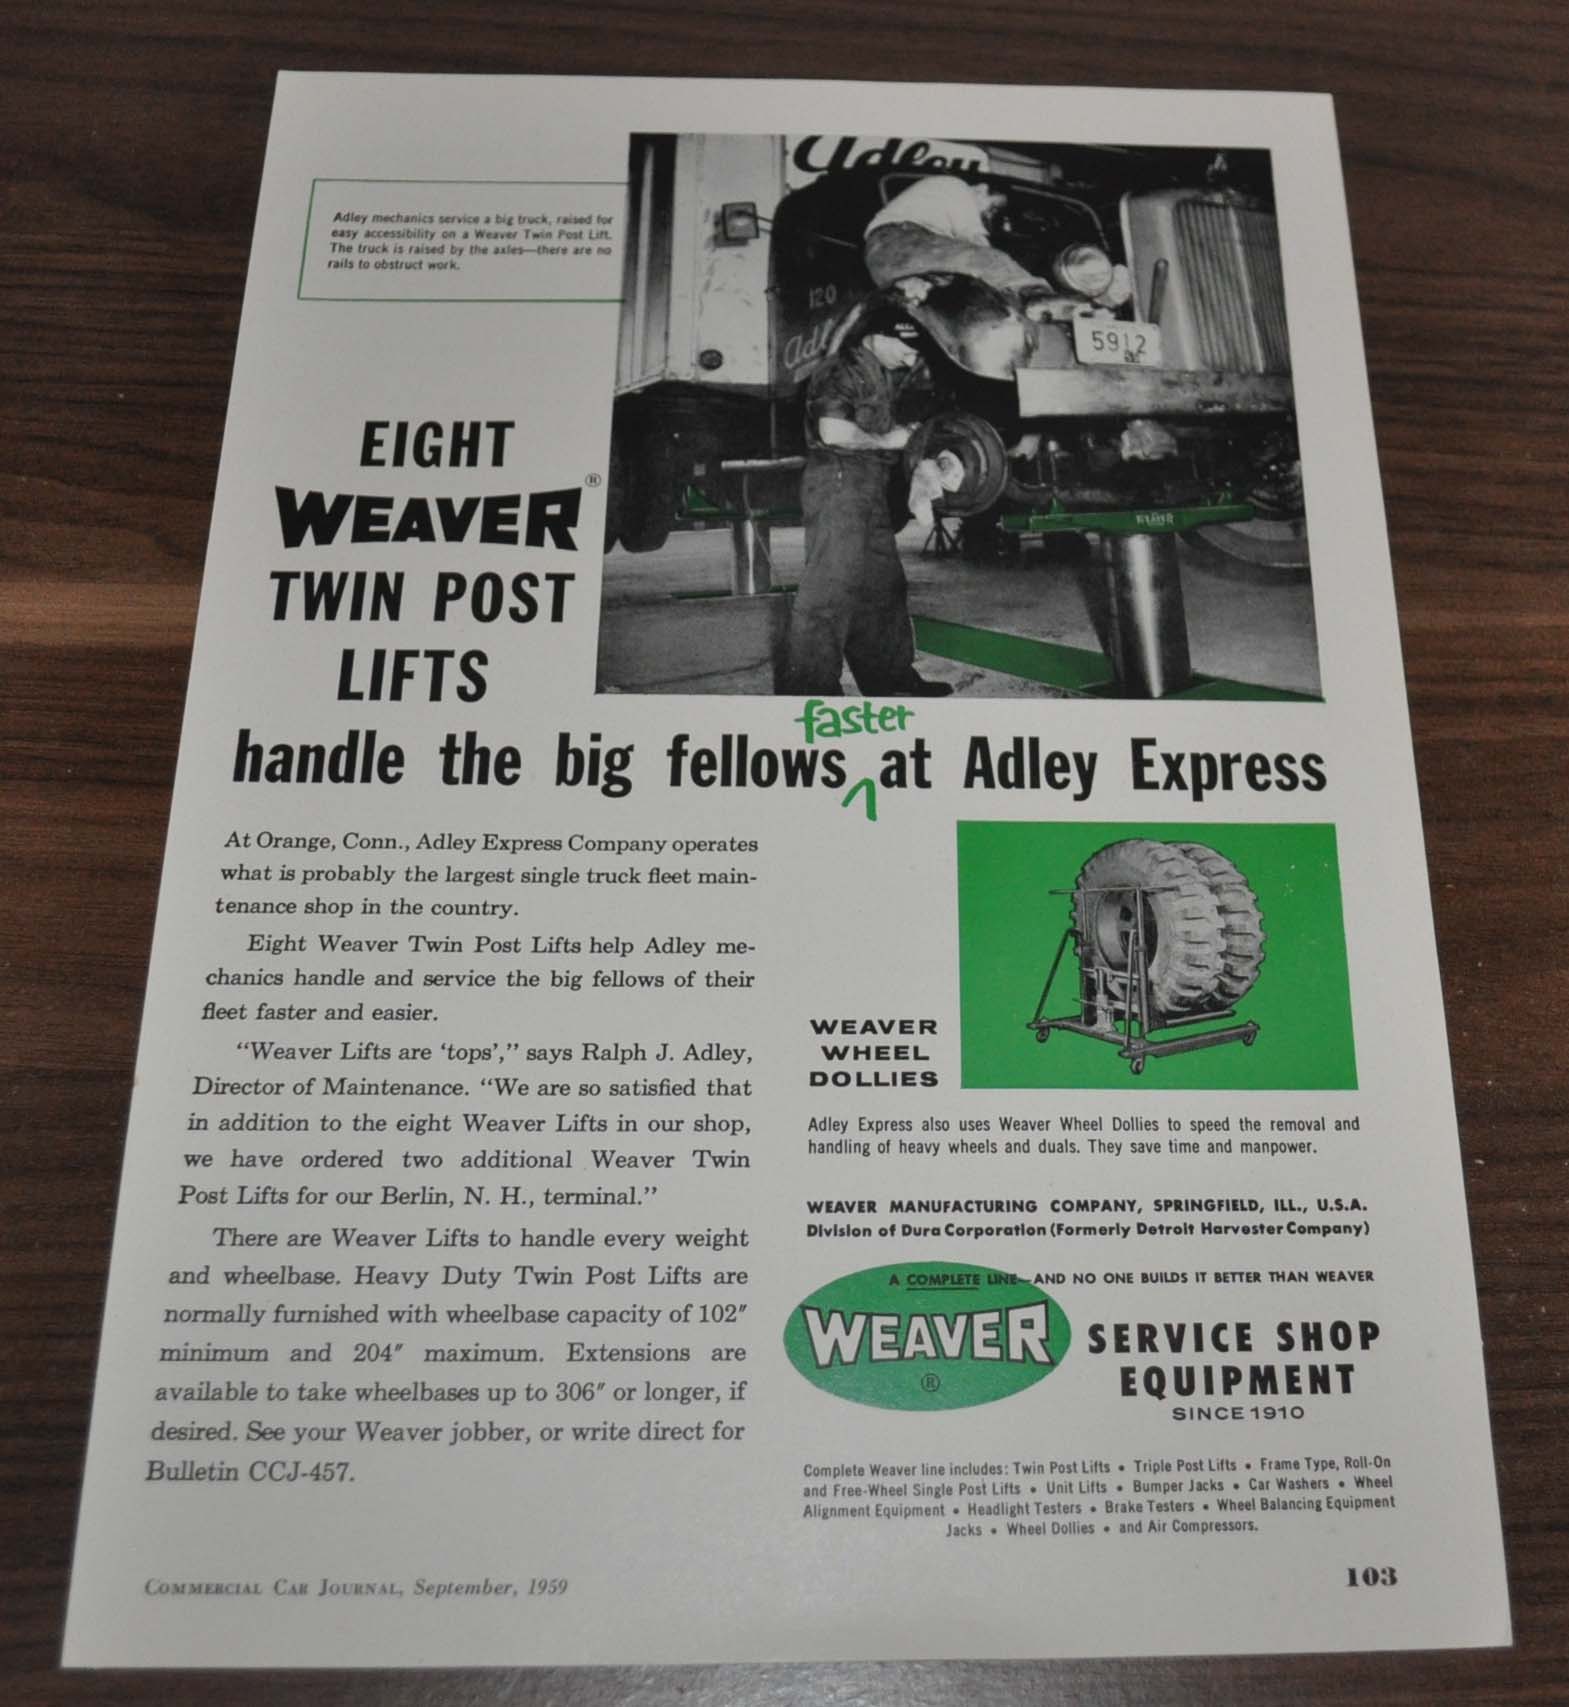 Adley mechanics service a big truck, raised for
easy accessibility on a Weaver Twin Post Lift.
The truck is raised by the axles—there are no
rails to obstruct work.
Adley
120
5912
EIGHT
WEAVER®
TWIN POST
LIFTS
faster
handle the big fellows at Adley Express
At Orange, Conn., Adley Express Company operates
what is probably the largest single truck fleet main-
tenance shop in the country.
Eight Weaver Twin Post Lifts help Adley me-
chanics handle and service the big fellows of their
fleet faster and easier.
“Weaver Lifts are ‘tops’,” says Ralph J. Adley,
Director of Maintenance. “We are so satisfied that
in addition to the eight Weaver Lifts in our shop,
we have ordered two additional Weaver Twin
Post Lifts for our Berlin, N. H., terminal.”
There are Weaver Lifts to handle every weight
and wheelbase. Heavy Duty Twin Post Lifts are
normally furnished with wheelbase capacity of 102″
minimum and 204″ maximum. Extensions are
available to take wheelbases up to 306″ or longer, if
desired. See your Weaver jobber, or write direct for
Bulletin CCJ-457.
WEAVER
WHEEL
DOLLIES
Adley Express also uses Weaver Wheel Dollies to speed the removal and
handling of heavy wheels and duals. They save time and manpower.
WEAVER MANUFACTURING COMPANY, SPRINGFIELD, ILL., U.S.A.
Division of Dura Corporation (Formerly Detroit Harvester Company)
A COMPLETE LINE—AND NO ONE BUILDS IT BETTER THAN WEAVER
WEAVER
®
SERVICE SHOP
EQUIPMENT
SINCE 1910
Complete Weaver line includes: Twin Post Lifts • Triple Post Lifts • Frame Type, Roll-On
and Free-Wheel Single Post Lifts • Unit Lifts • Bumper Jacks • Car Washers • Wheel
Alignment Equipment • Headlight Testers • Brake Testers • Wheel Balancing Equipment
Jacks • Wheel Dollies • and Air Compressors.
COMMERCIAL CAR JOURNAL, September, 1959
103